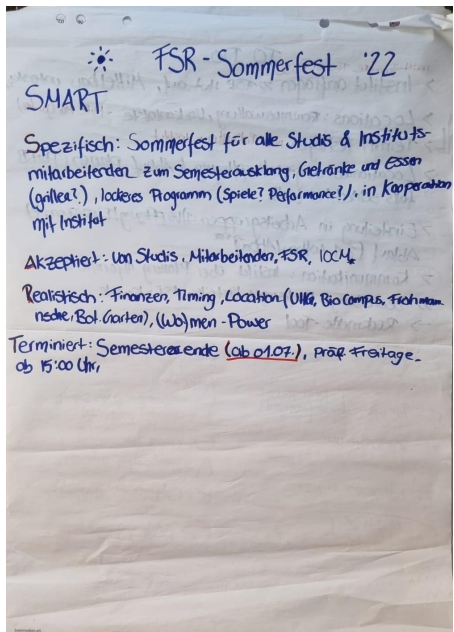 FSR-Sommerfest '22
SMART
Spezifisch: Sommerfest für alle Studis & Instituts-
mitarbeitenden zum Semesterausklang, Getränke und Essen
(grillen?), lockeres Programm (Spiele? Performance?), in Kooperation
mit Institut
Akzeptiert: Von Studis, Mitarbeitenden, FSR, IOCM
Realistisch: Finanzen, Timing, Location (UHG, Bio Campus, Frohmann-
nsche, Bot. Garten), (Wo)men-Power
Terminiert: Semesterende (ab 01.07.), präf. Freitage
ab 15:00 Uhr,